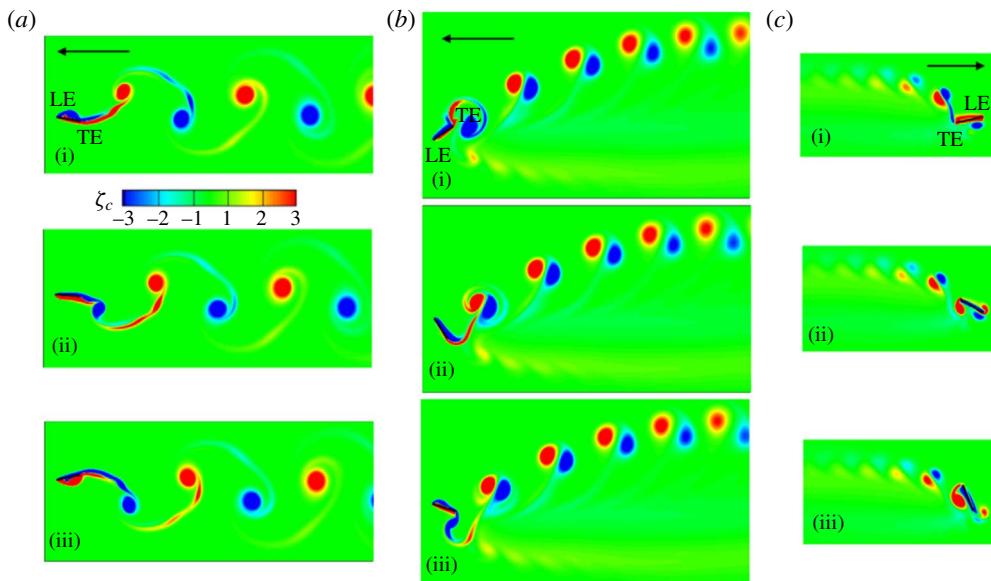 (a)
(b)
(c)
LE
TE
(i)
TE
LE
(i)
LE
TE
(i)
ζc
−3 −2 −1 1 2 3
(ii)
(ii)
(ii)
(iii)
(iii)
(iii)